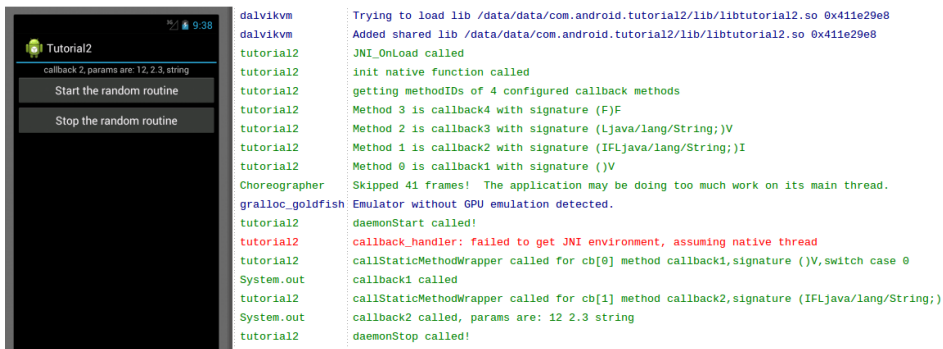 3G 9:38
Tutorial2
callback 2, params are: 12, 2.3, string
Start the random routine
Stop the random routine
dalvikvm Trying to load lib /data/data/com.android.tutorial2/lib/libtutorial2.so 0x411e29e8
dalvikvm Added shared lib /data/data/com.android.tutorial2/lib/libtutorial2.so 0x411e29e8
tutorial2 JNI_OnLoad called
tutorial2 init native function called
tutorial2 getting methodIDs of 4 configured callback methods
tutorial2 Method 3 is callback4 with signature (F)F
tutorial2 Method 2 is callback3 with signature (Ljava/lang/String;)V
tutorial2 Method 1 is callback2 with signature (IFLjava/lang/String;)I
tutorial2 Method 0 is callback1 with signature ()V
Choreographer Skipped 41 frames!  The application may be doing too much work on its main thread.
gralloc_goldfish Emulator without GPU emulation detected.
tutorial2 daemonStart called!
tutorial2 callback_handler: failed to get JNI environment, assuming native thread
tutorial2 callStaticMethodWrapper called for cb[0] method callback1,signature ()V,switch case 0
System.out callback1 called
tutorial2 callStaticMethodWrapper called for cb[1] method callback2,signature (IFLjava/lang/String;)
System.out callback2 called, params are: 12 2.3 string
tutorial2 daemonStop called!